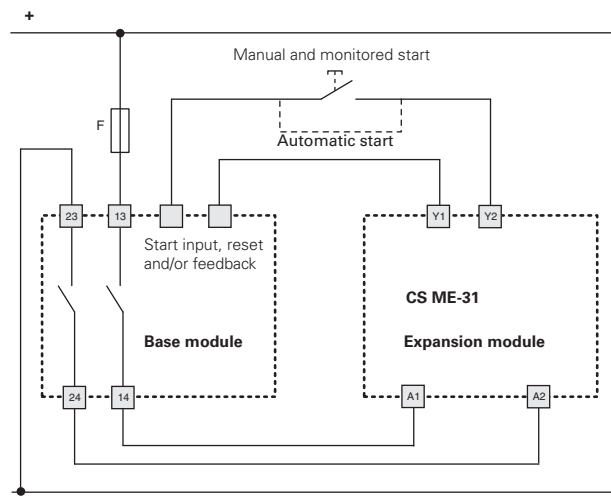 +
Manual and monitored start
F
Automatic start
23
13
Y1
Y2
Start input, reset
and/or feedback
CS ME-31
Base module
Expansion module
24
14
A1
A2